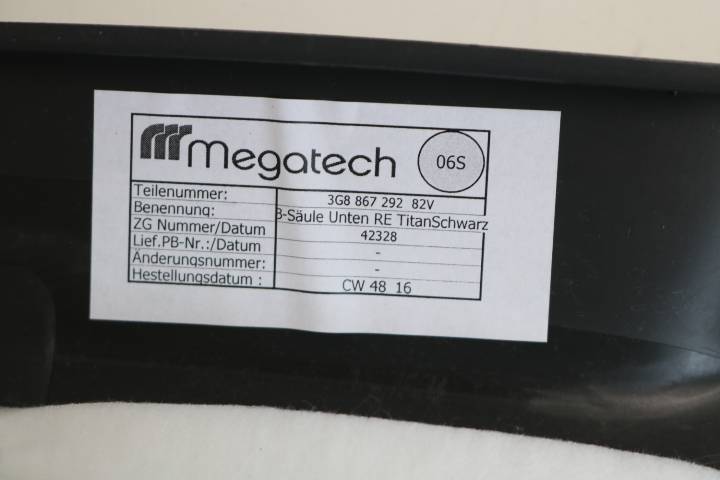 megatech 06S
Teilenummer: 3G8 867 292 82V
Benennung: B-Säule Unten RE TitanSchwarz
ZG Nummer/Datum 42328
Lief.PB-Nr.:/Datum -
Änderungsnummer: -
Hestellungsdatum : CW 48 16